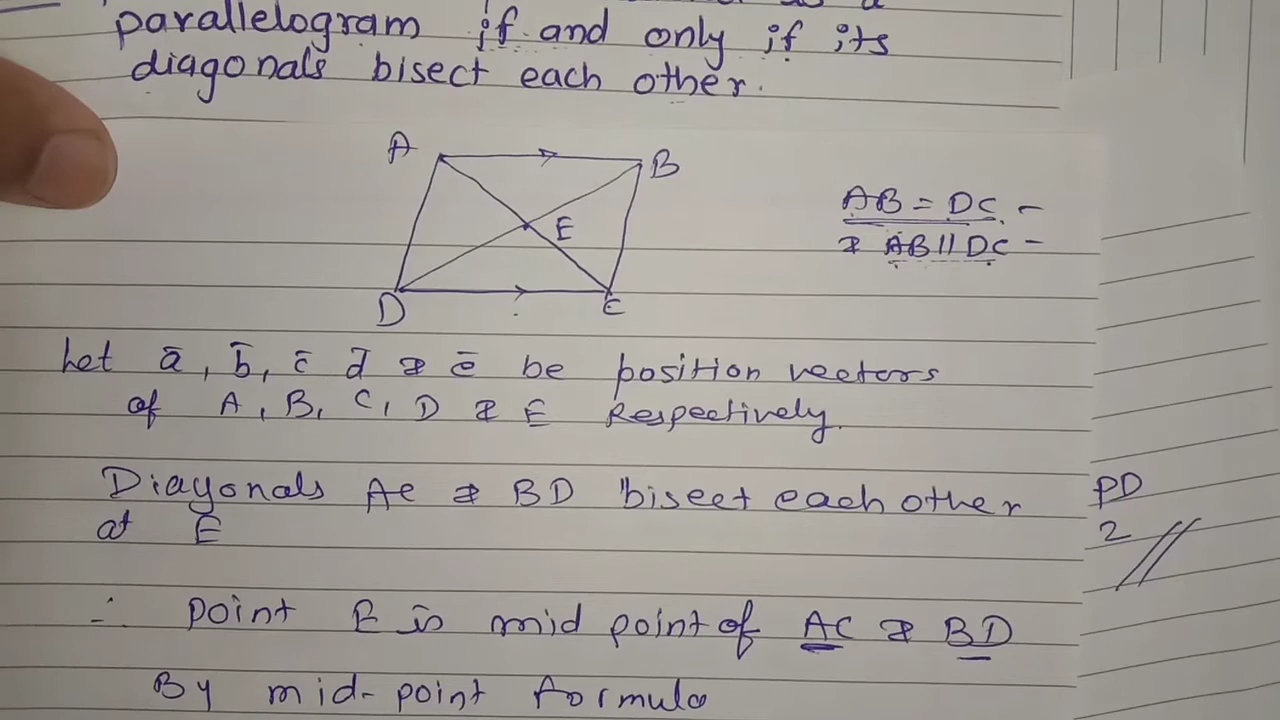 parallelogram if and only if its
diagonals bisect each other.
A
B
E
D
E
AB = DC -
& AB || DC -
Let ā, b̄, c̄ d̄ & ē be position vectors
of A, B, C, D & E Respectively.
Diagonals AC & BD bisect each other
at E
PD
2 //
∴ point E is mid point of AC & BD
By mid-point formula